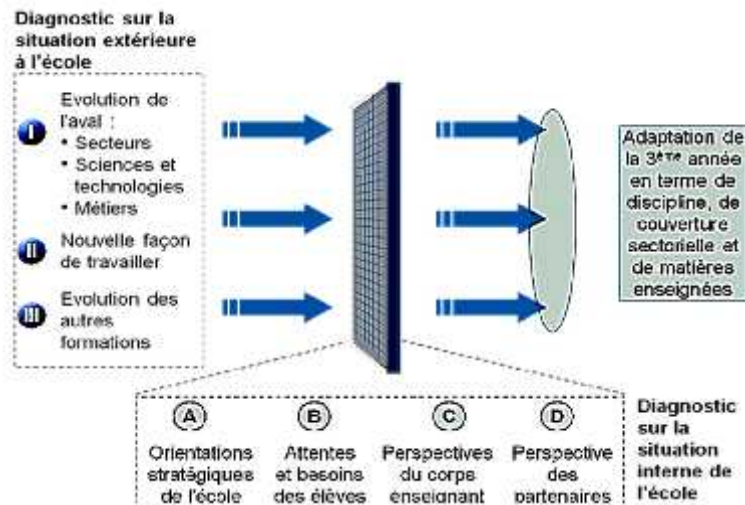 Diagnostic sur la
situation extérieure
à l'école
I
Evolution de
l'aval :
• Secteurs
• Sciences et
technologies
• Métiers
II
Nouvelle façon
de travailler
III
Evolution des
autres
formations
Adaptation de
la 3ème année
en terme de
discipline, de
couverture
sectorielle et
de matières
enseignées
A
Orientations
stratégiques
de l'école
B
Attentes
et besoins
des élèves
C
Perspectives
du corps
enseignant
D
Perspective
des
partenaires
Diagnostic
sur la
situation
interne de
l'école